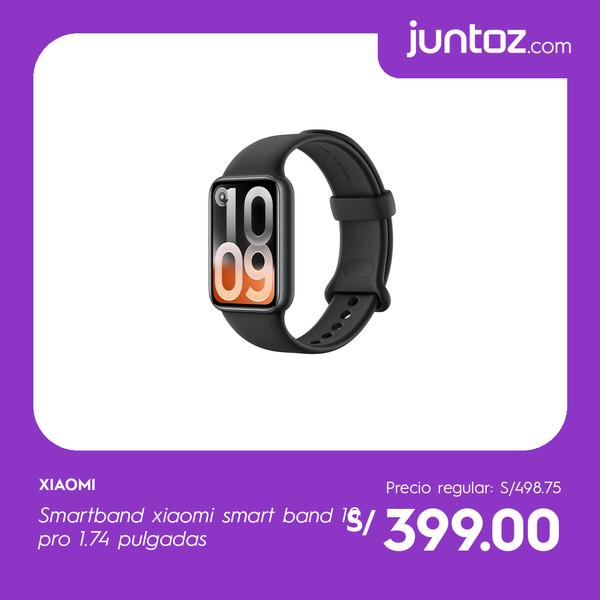 juntoz.com
10
09
XIAOMI
Smartband xiaomi smart band 10
pro 1.74 pulgadas
Precio regular: S/498.75
S/ 399.00